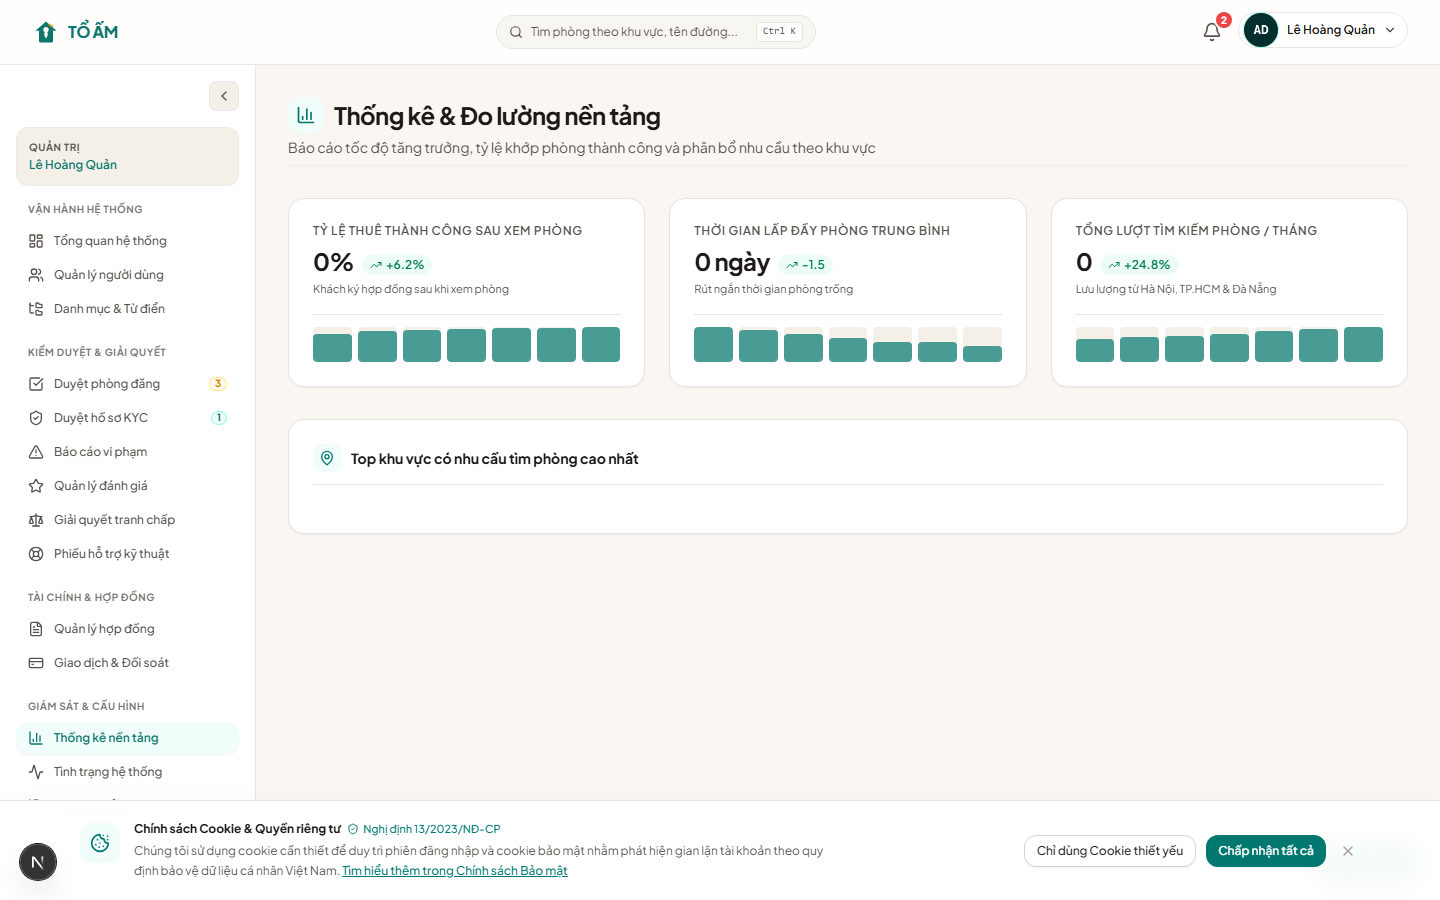 TỔ ẤM
Tìm phòng theo khu vực, tên đường...
Ctrl K
2
AD
Lê Hoàng Quản
QUẢN TRỊ
Lê Hoàng Quản
VẬN HÀNH HỆ THỐNG
Tổng quan hệ thống
Quản lý người dùng
Danh mục & Từ điển
KIỂM DUYỆT & GIẢI QUYẾT
Duyệt phòng đăng
3
Duyệt hồ sơ KYC
1
Báo cáo vi phạm
Quản lý đánh giá
Giải quyết tranh chấp
Phiếu hỗ trợ kỹ thuật
TÀI CHÍNH & HỢP ĐỒNG
Quản lý hợp đồng
Giao dịch & Đối soát
GIÁM SÁT & CẤU HÌNH
Thống kê nền tảng
Tình trạng hệ thống
Thống kê & Đo lường nền tảng
Báo cáo tốc độ tăng trưởng, tỷ lệ khớp phòng thành công và phân bổ nhu cầu theo khu vực
TỶ LỆ THUÊ THÀNH CÔNG SAU XEM PHÒNG
0%
+6.2%
Khách ký hợp đồng sau khi xem phòng
THỜI GIAN LẤP ĐẦY PHÒNG TRUNG BÌNH
0 ngày
-1.5
Rút ngắn thời gian phòng trống
TỔNG LƯỢT TÌM KIẾM PHÒNG / THÁNG
0
+24.8%
Lưu lượng từ Hà Nội, TP.HCM & Đà Nẵng
Top khu vực có nhu cầu tìm phòng cao nhất
Chính sách Cookie & Quyền riêng tư
Nghị định 13/2023/NĐ-CP
Chúng tôi sử dụng cookie cần thiết để duy trì phiên đăng nhập và cookie bảo mật nhằm phát hiện gian lận tài khoản theo quy
định bảo vệ dữ liệu cá nhân Việt Nam. Tìm hiểu thêm trong Chính sách Bảo mật
Chỉ dùng Cookie thiết yếu
Chấp nhận tất cả
N